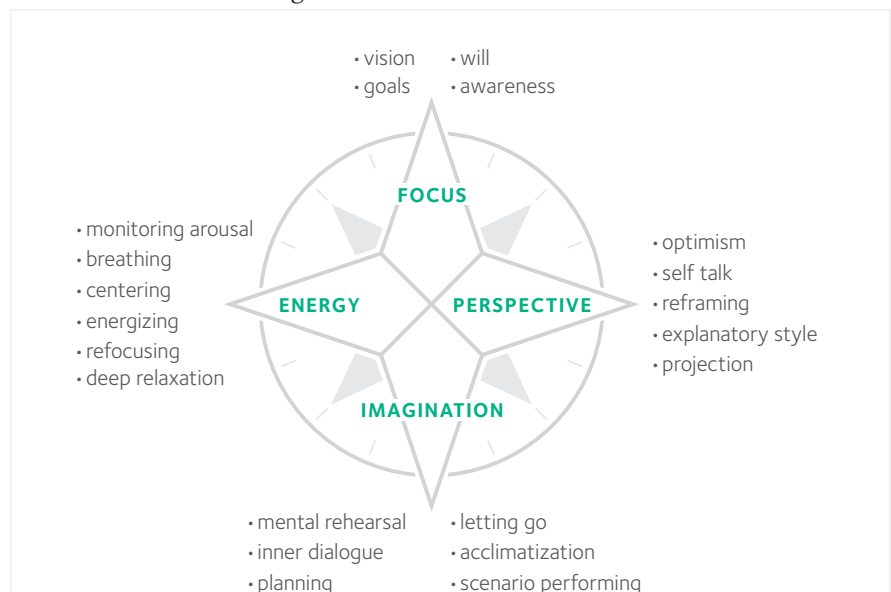 • vision
• goals
• will
• awareness
FOCUS
• monitoring arousal
• breathing
• centering
• energizing
• refocusing
• deep relaxation
ENERGY
PERSPECTIVE
• optimism
• self talk
• reframing
• explanatory style
• projection
IMAGINATION
• mental rehearsal
• inner dialogue
• planning
• letting go
• acclimatization
• scenario performing